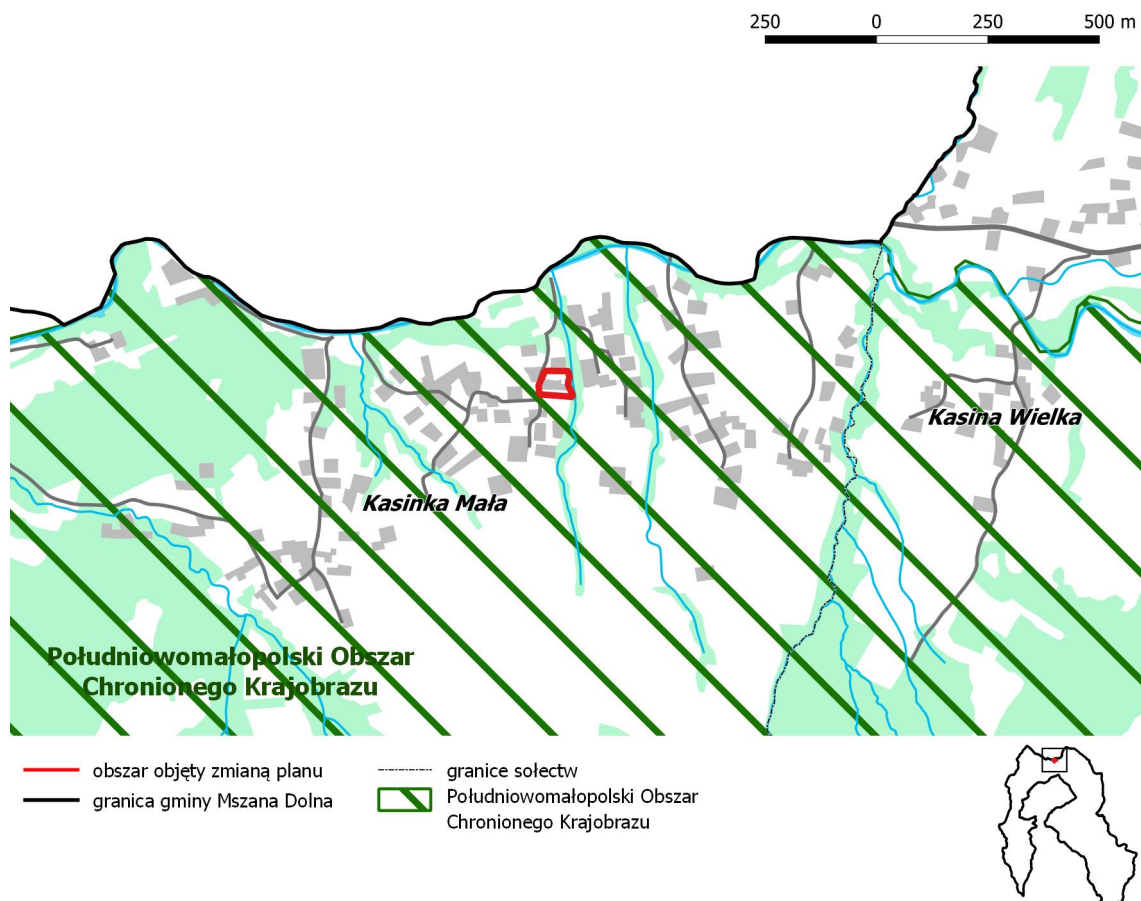 250 0 250 500 m
Kasina Wielka
Kasinka Mała
Południowomałopolski Obszar
Chronionego Krajobrazu
obszar objęty zmianą planu
granica gminy Mszana Dolna
granice sołectw
Południowomałopolski Obszar
Chronionego Krajobrazu